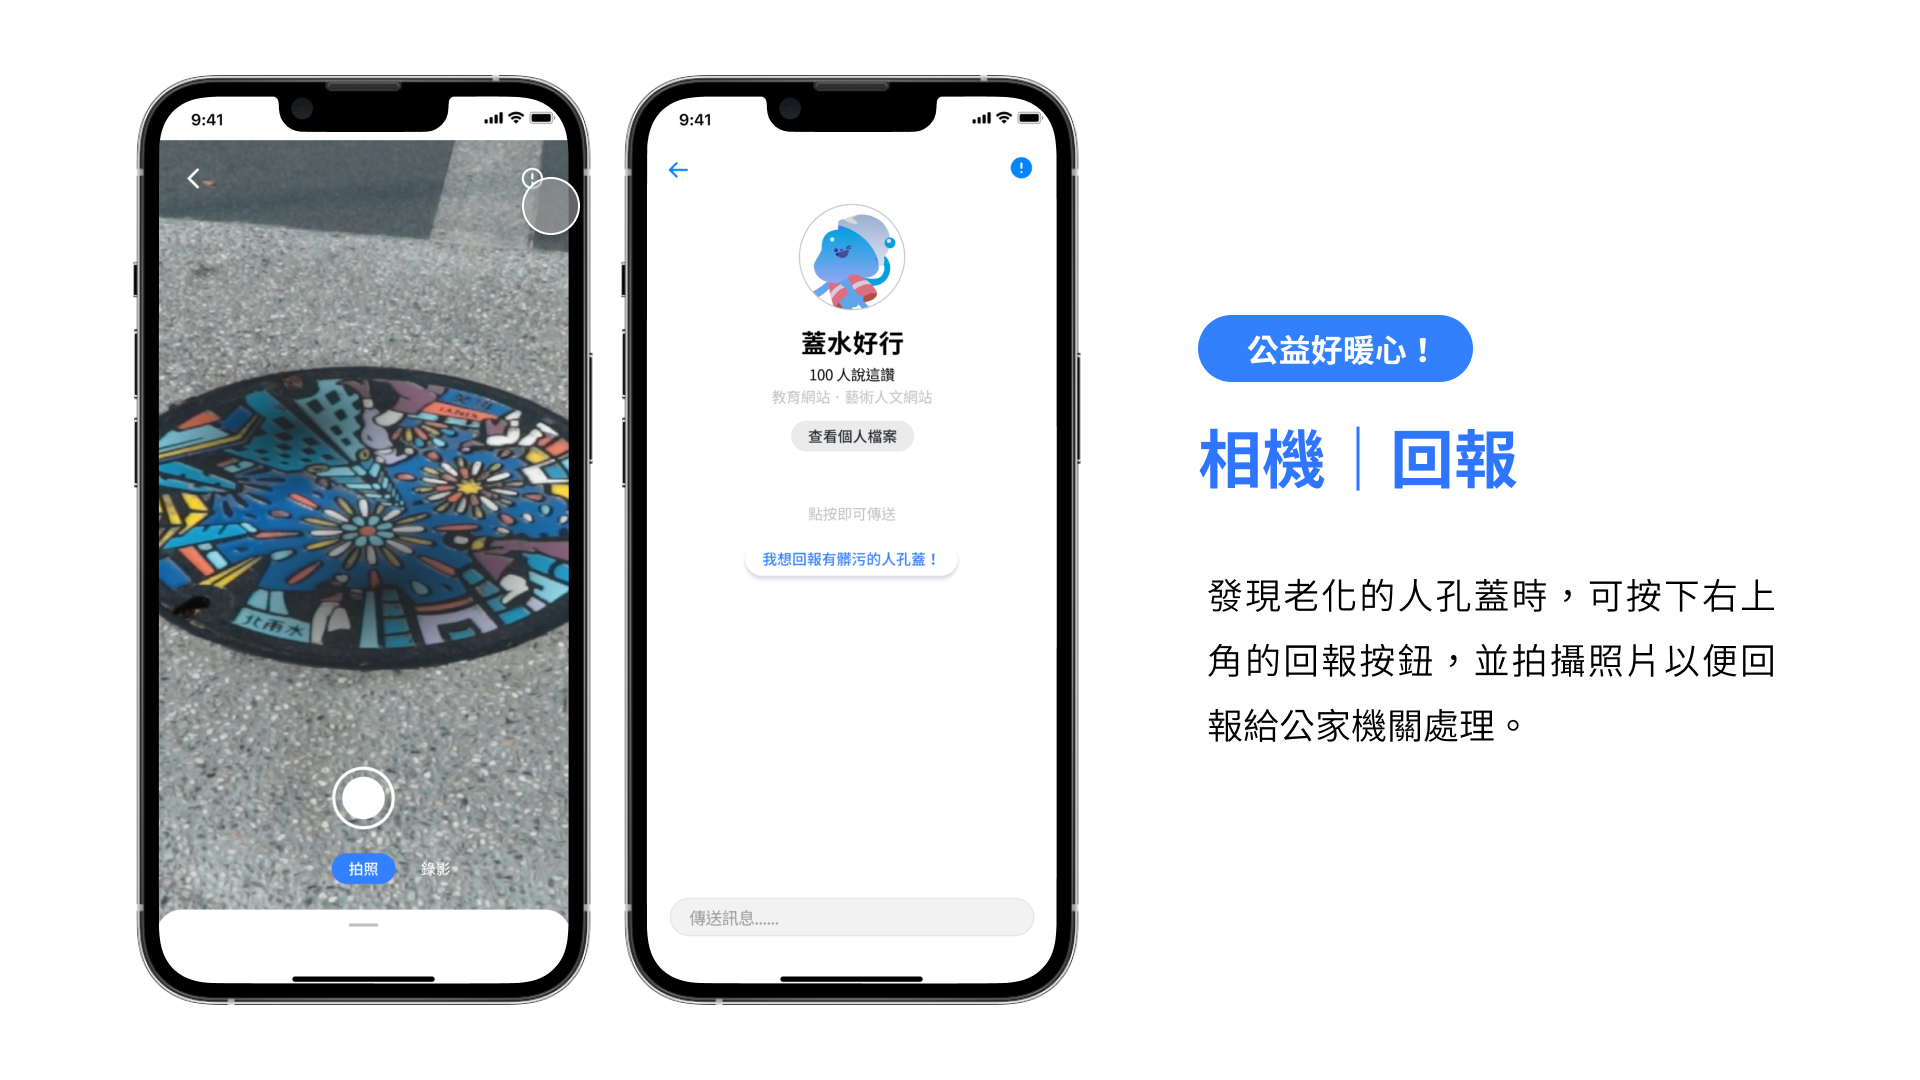 9:41
北雨水
拍照
錄影
9:41
蓋水好行
100 人說這讚
教育網站．藝術人文網站
查看個人檔案
點按即可傳送
我想回報有髒污的人孔蓋！
傳送訊息......
公益好暖心！
相機｜回報
發現老化的人孔蓋時，可按下右上
角的回報按鈕，並拍攝照片以便回
報給公家機關處理。